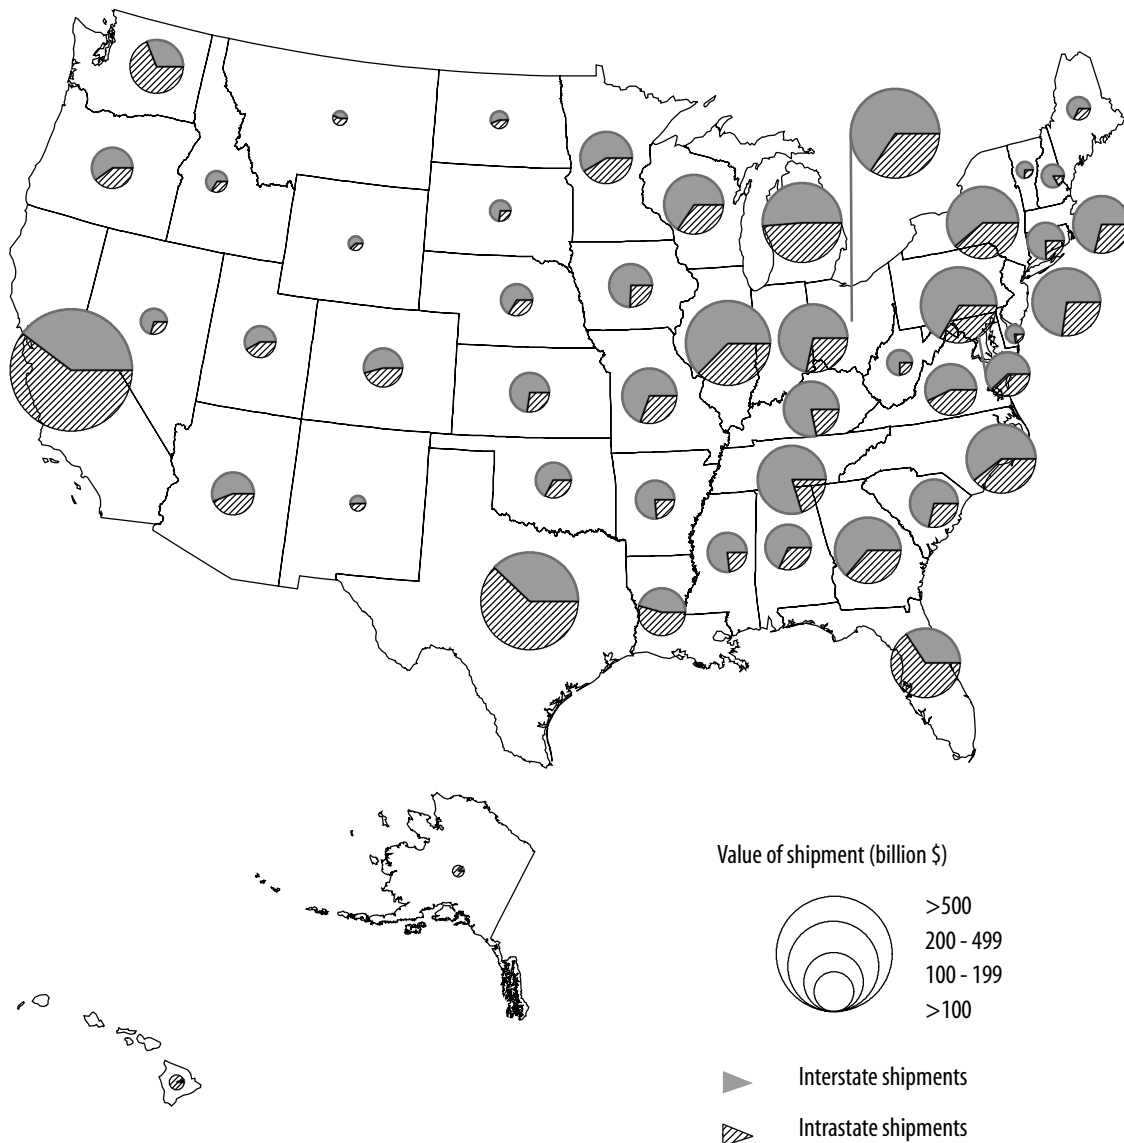 Value of shipment (billion $)
>500
200 - 499
100 - 199
>100
Interstate shipments
Intrastate shipments